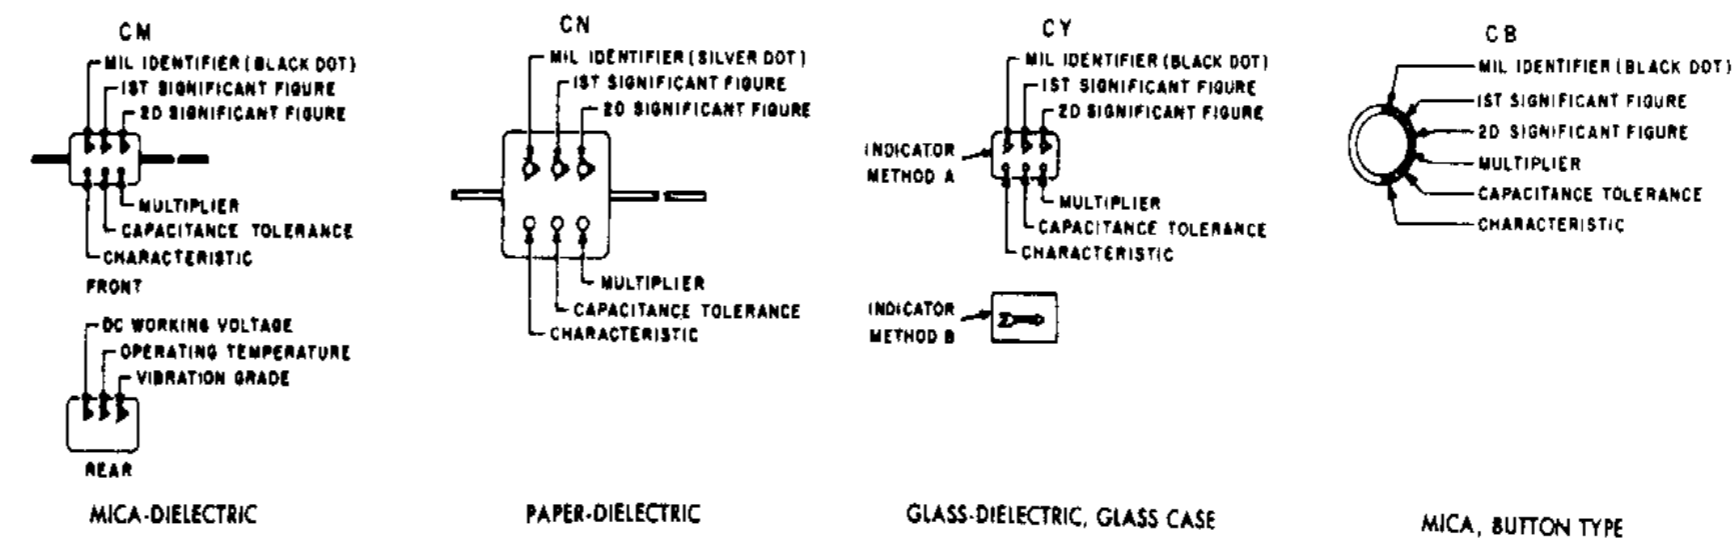 CM
MIL IDENTIFIER (BLACK DOT)
1ST SIGNIFICANT FIGURE
2D SIGNIFICANT FIGURE
MULTIPLIER
CAPACITANCE TOLERANCE
CHARACTERISTIC
FRONT
DC WORKING VOLTAGE
OPERATING TEMPERATURE
VIBRATION GRADE
REAR
MICA-DIELECTRIC
CN
MIL IDENTIFIER (SILVER DOT)
1ST SIGNIFICANT FIGURE
2D SIGNIFICANT FIGURE
MULTIPLIER
CAPACITANCE TOLERANCE
CHARACTERISTIC
PAPER-DIELECTRIC
CY
MIL IDENTIFIER (BLACK DOT)
1ST SIGNIFICANT FIGURE
2D SIGNIFICANT FIGURE
INDICATOR
METHOD A
MULTIPLIER
CAPACITANCE TOLERANCE
CHARACTERISTIC
INDICATOR
METHOD B
GLASS-DIELECTRIC, GLASS CASE
CB
MIL IDENTIFIER (BLACK DOT)
1ST SIGNIFICANT FIGURE
2D SIGNIFICANT FIGURE
MULTIPLIER
CAPACITANCE TOLERANCE
CHARACTERISTIC
MICA, BUTTON TYPE